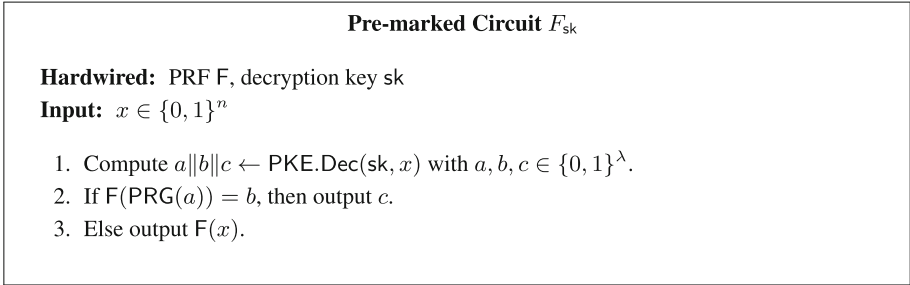 Pre-marked Circuit F_sk
Hardwired: PRF F, decryption key sk
Input: x ∈ {0, 1}^n
1. Compute a∥b∥c ← PKE.Dec(sk, x) with a, b, c ∈ {0, 1}^λ.
2. If F(PRG(a)) = b, then output c.
3. Else output F(x).